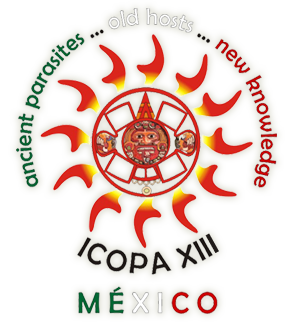 ancient parasites ... old hosts ... new knowledge
ICOPA XIII
MÉXICO